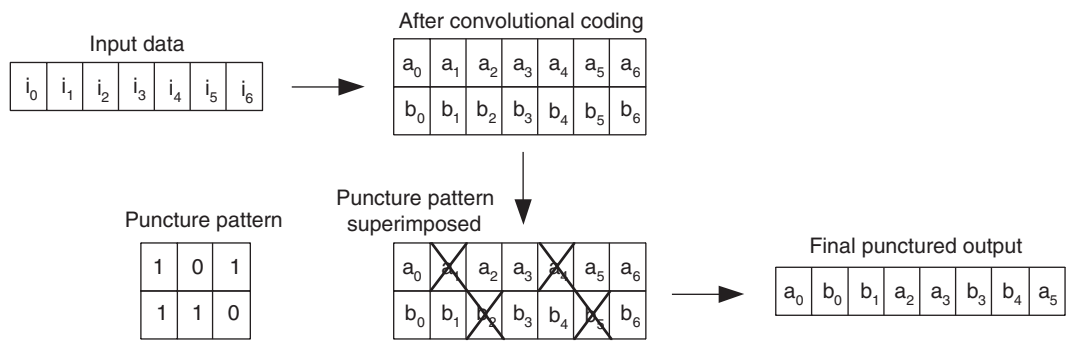 After convolutional coding
Input data
i₀ i₁ i₂ i₃ i₄ i₅ i₆
a₀ a₁ a₂ a₃ a₄ a₅ a₆
b₀ b₁ b₂ b₃ b₄ b₅ b₆
Puncture pattern
1 0 1
1 1 0
Puncture pattern
superimposed
a₀ a₁ a₂ a₃ a₄ a₅ a₆
b₀ b₁ b₂ b₃ b₄ b₅ b₆
Final punctured output
a₀ b₀ b₁ a₂ a₃ b₃ b₄ a₅